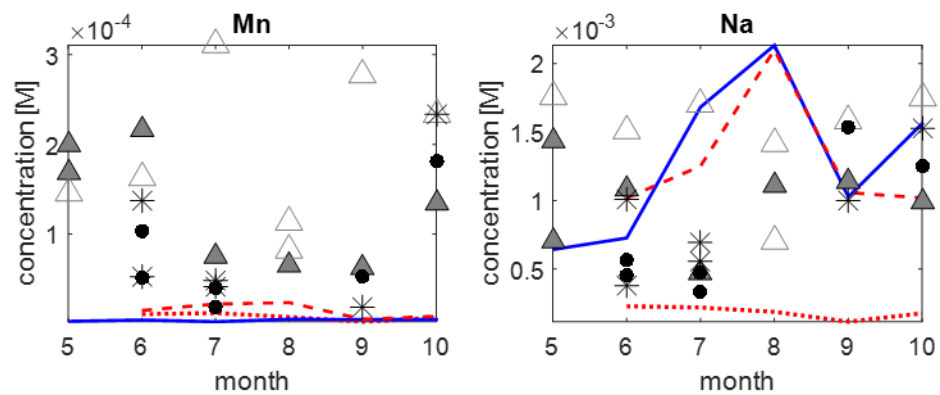 Mn
×10⁻⁴
3
2
1
concentration [M]
5 6 7 8 9 10
month
Na
×10⁻³
2
1.5
1
0.5
concentration [M]
5 6 7 8 9 10
month